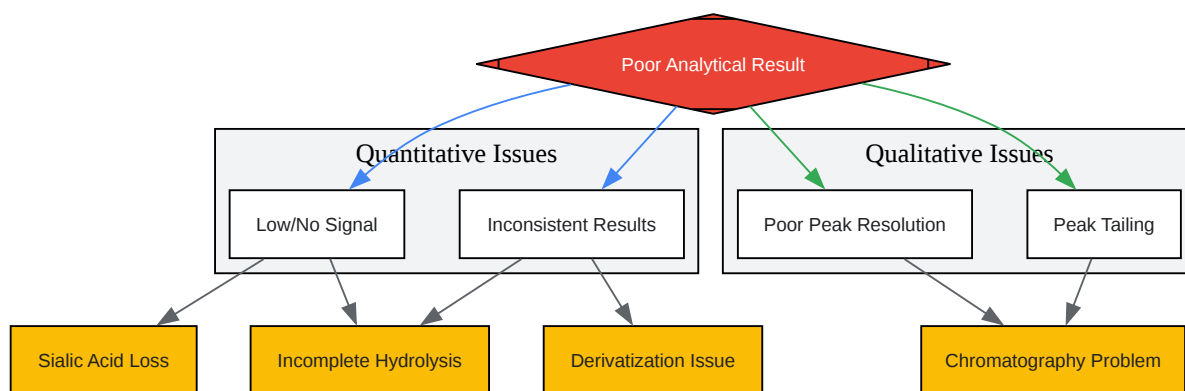 Poor Analytical Result
Quantitative Issues
Qualitative Issues
Low/No Signal
Inconsistent Results
Poor Peak Resolution
Peak Tailing
Sialic Acid Loss
Incomplete Hydrolysis
Derivatization Issue
Chromatography Problem